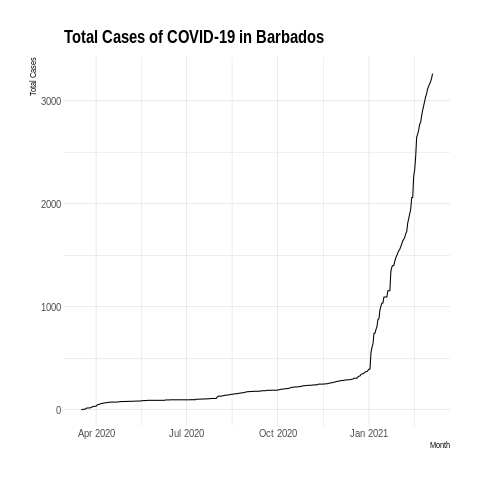 Total Cases of COVID-19 in Barbados
Total Cases
3000
2000
1000
0
Apr 2020 Jul 2020 Oct 2020 Jan 2021
Month